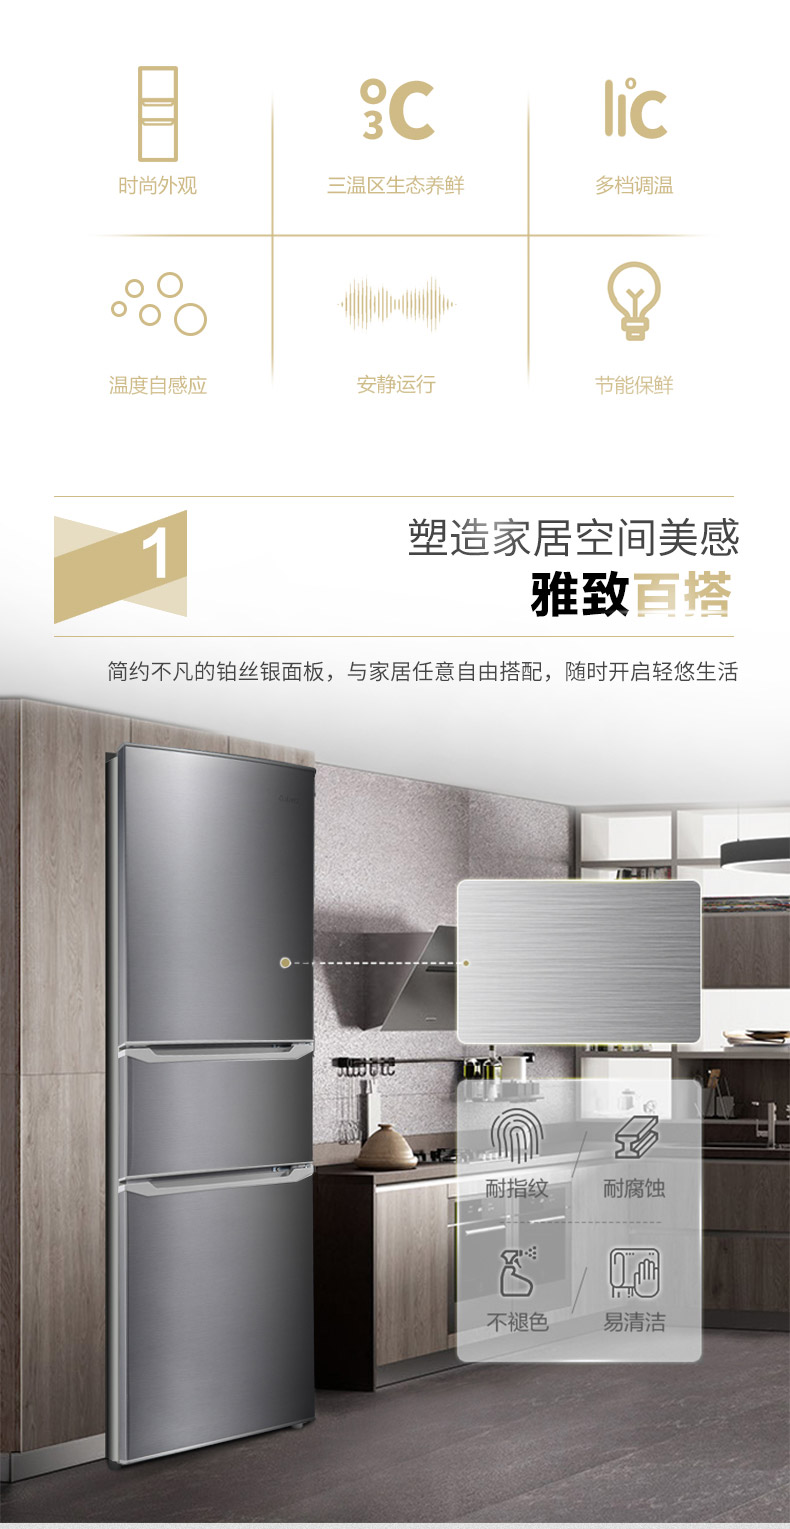 3°C
li°C
时尚外观
三温区生态养鲜
多档调温
温度自感应
安静运行
节能保鲜
1
塑造家居空间美感
雅致百搭
简约不凡的铂丝银面板，与家居任意自由搭配，随时开启轻悠生活
耐指纹
耐腐蚀
不褪色
易清洁